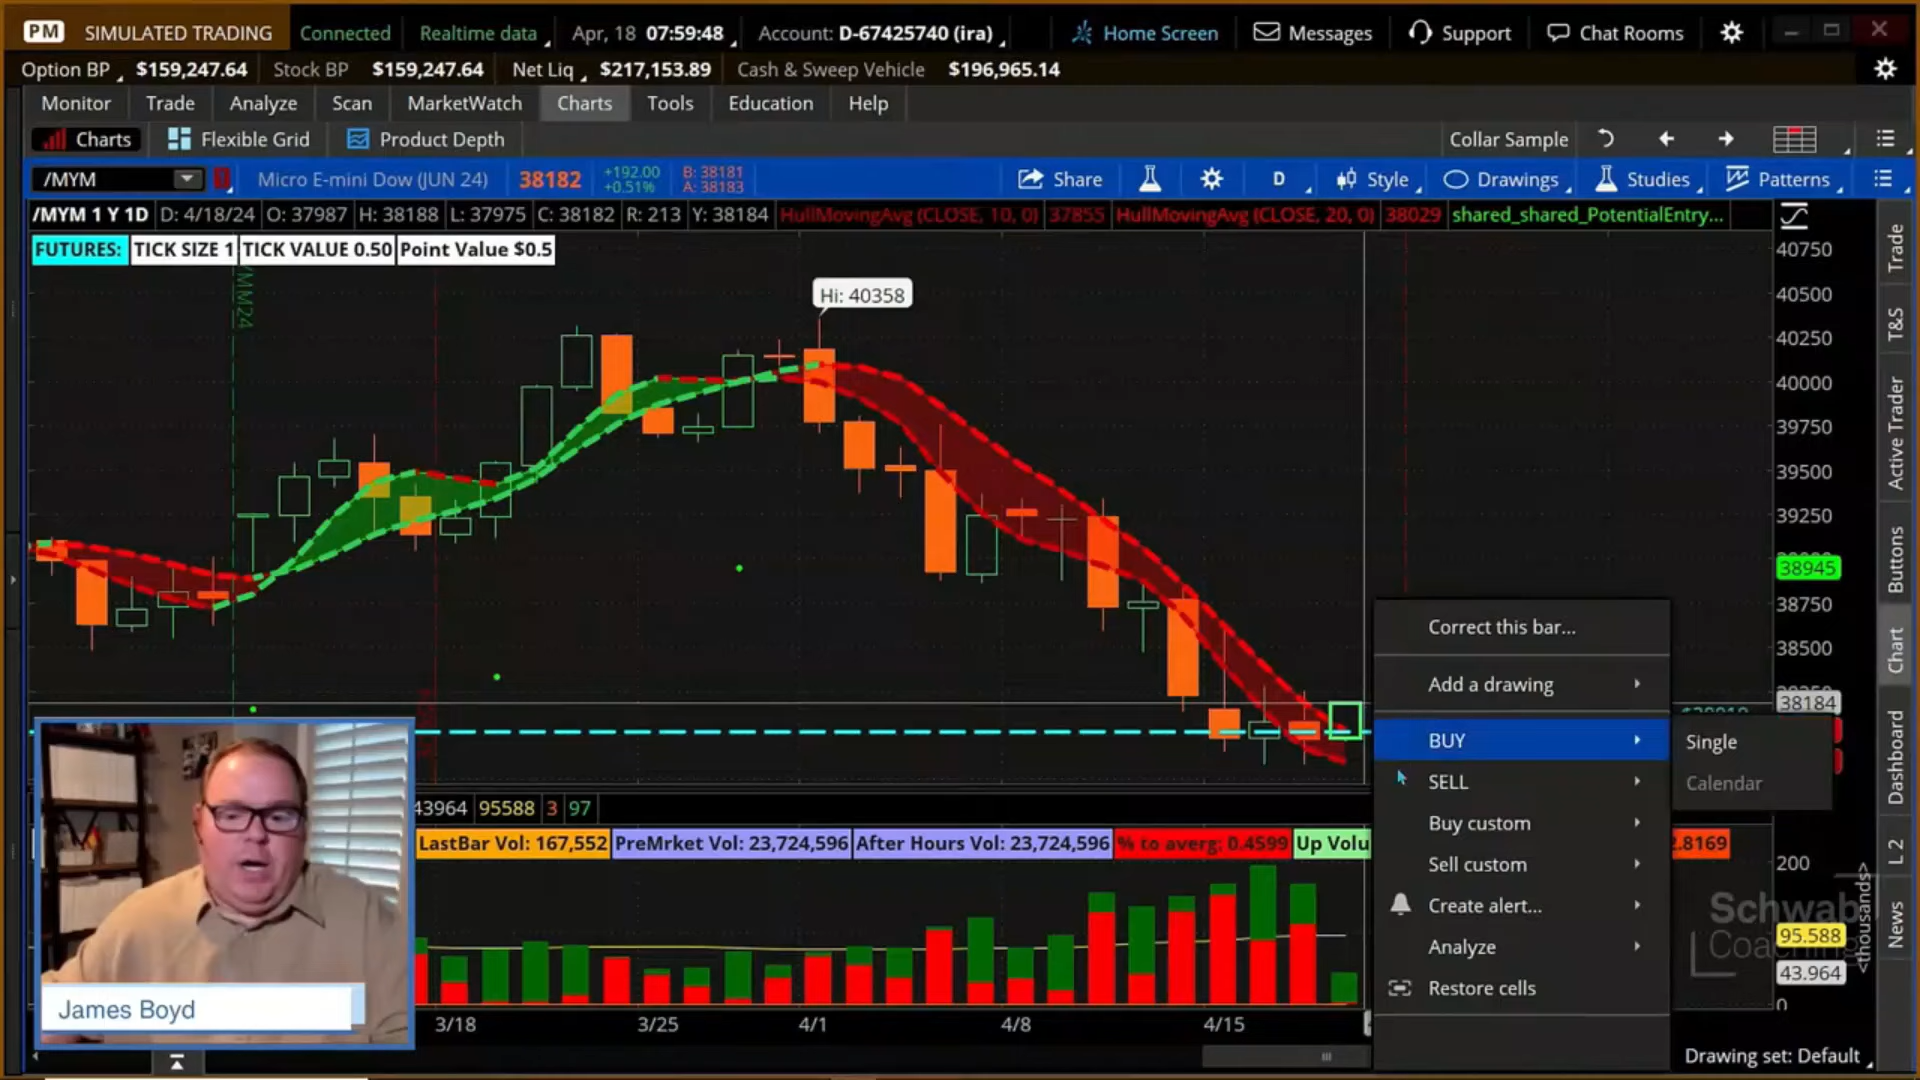 PM SIMULATED TRADING Connected Realtime data Apr, 18 07:59:48 Account: D-67425740 (ira) Home Screen Messages Support Chat Rooms
Option BP $159,247.64 Stock BP $159,247.64 Net Liq $217,153.89 Cash & Sweep Vehicle $196,965.14
Monitor Trade Analyze Scan MarketWatch Charts Tools Education Help
Charts Flexible Grid Product Depth Collar Sample
/MYM Micro E-mini Dow (JUN 24) 38182 +192.00 B: 38181 Share D Style Drawings Studies Patterns
+0.51% A: 38183
/MYM 1 Y 1D D: 4/18/24 O: 37987 H: 38188 L: 37975 C: 38182 R: 213 Y: 38184 HullMovingAvg (CLOSE, 10, 0) 37855 HullMovingAvg (CLOSE, 20, 0) 38029 shared_shared_PotentialEntry...
FUTURES: TICK SIZE 1 TICK VALUE 0.50 Point Value $0.5
Hi: 40358
40750
40500
40250
40000
39750
39500
39250
38945
38750
38500
38184
Trade
T&S
Active Trader
Buttons
Chart
Dashboard
L 2
News
Correct this bar...
Add a drawing
BUY
SELL
Buy custom
Sell custom
Create alert...
Analyze
Restore cells
Single
Calendar
43964 95588 3 97
LastBar Vol: 167,552 PreMrket Vol: 23,724,596 After Hours Vol: 23,724,596 % to averg: 0.4599 Up Volu
2.8169
200
Schwab
Coaching
95.588
43.964
0
<thousands>
James Boyd
3/18 3/25 4/1 4/8 4/15
Drawing set: Default